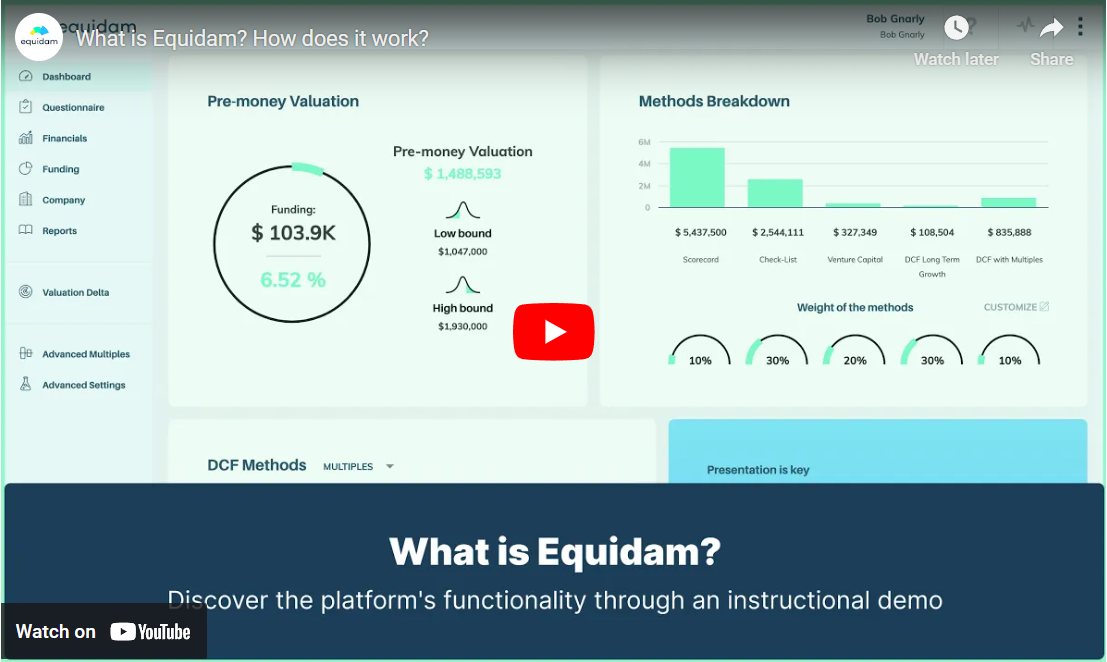 equidam
equidam
What is Equidam? How does it work?
Bob Gnarly
Bob Gnarly
?
Watch later
Share
Dashboard
Questionnaire
Financials
Funding
Company
Reports
Valuation Delta
Advanced Multiples
Advanced Settings
Pre-money Valuation
Funding:
$ 103.9K
6.52 %
Pre-money Valuation
$ 1,488,593
Low bound
$1,047,000
High bound
$1,930,000
Methods Breakdown
6M
4M
2M
0
$ 5,437,500 $ 2,544,111 $ 327,349 $ 108,504 $ 835,888
Scorecard Check-List Venture Capital DCF Long Term DCF with Multiples
Growth
Weight of the methods CUSTOMIZE
10% 30% 20% 30% 10%
DCF Methods MULTIPLES
Presentation is key
What is Equidam?
Discover the platform's functionality through an instructional demo
Watch on YouTube